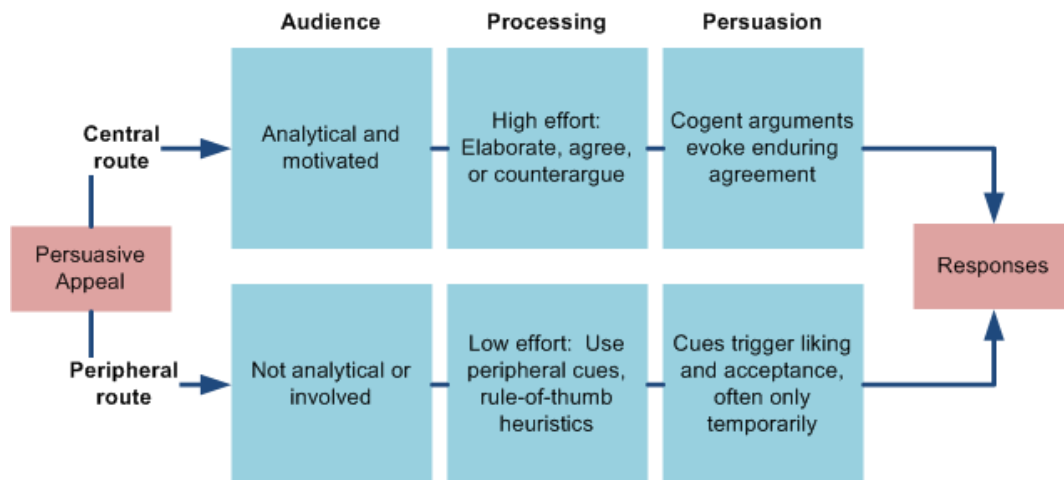 Audience
Processing
Persuasion
Central
route
Analytical and
motivated
High effort:
Elaborate, agree,
or counterargue
Cogent arguments
evoke enduring
agreement
Persuasive
Appeal
Responses
Peripheral
route
Not analytical or
involved
Low effort: Use
peripheral cues,
rule-of-thumb
heuristics
Cues trigger liking
and acceptance,
often only
temporarily